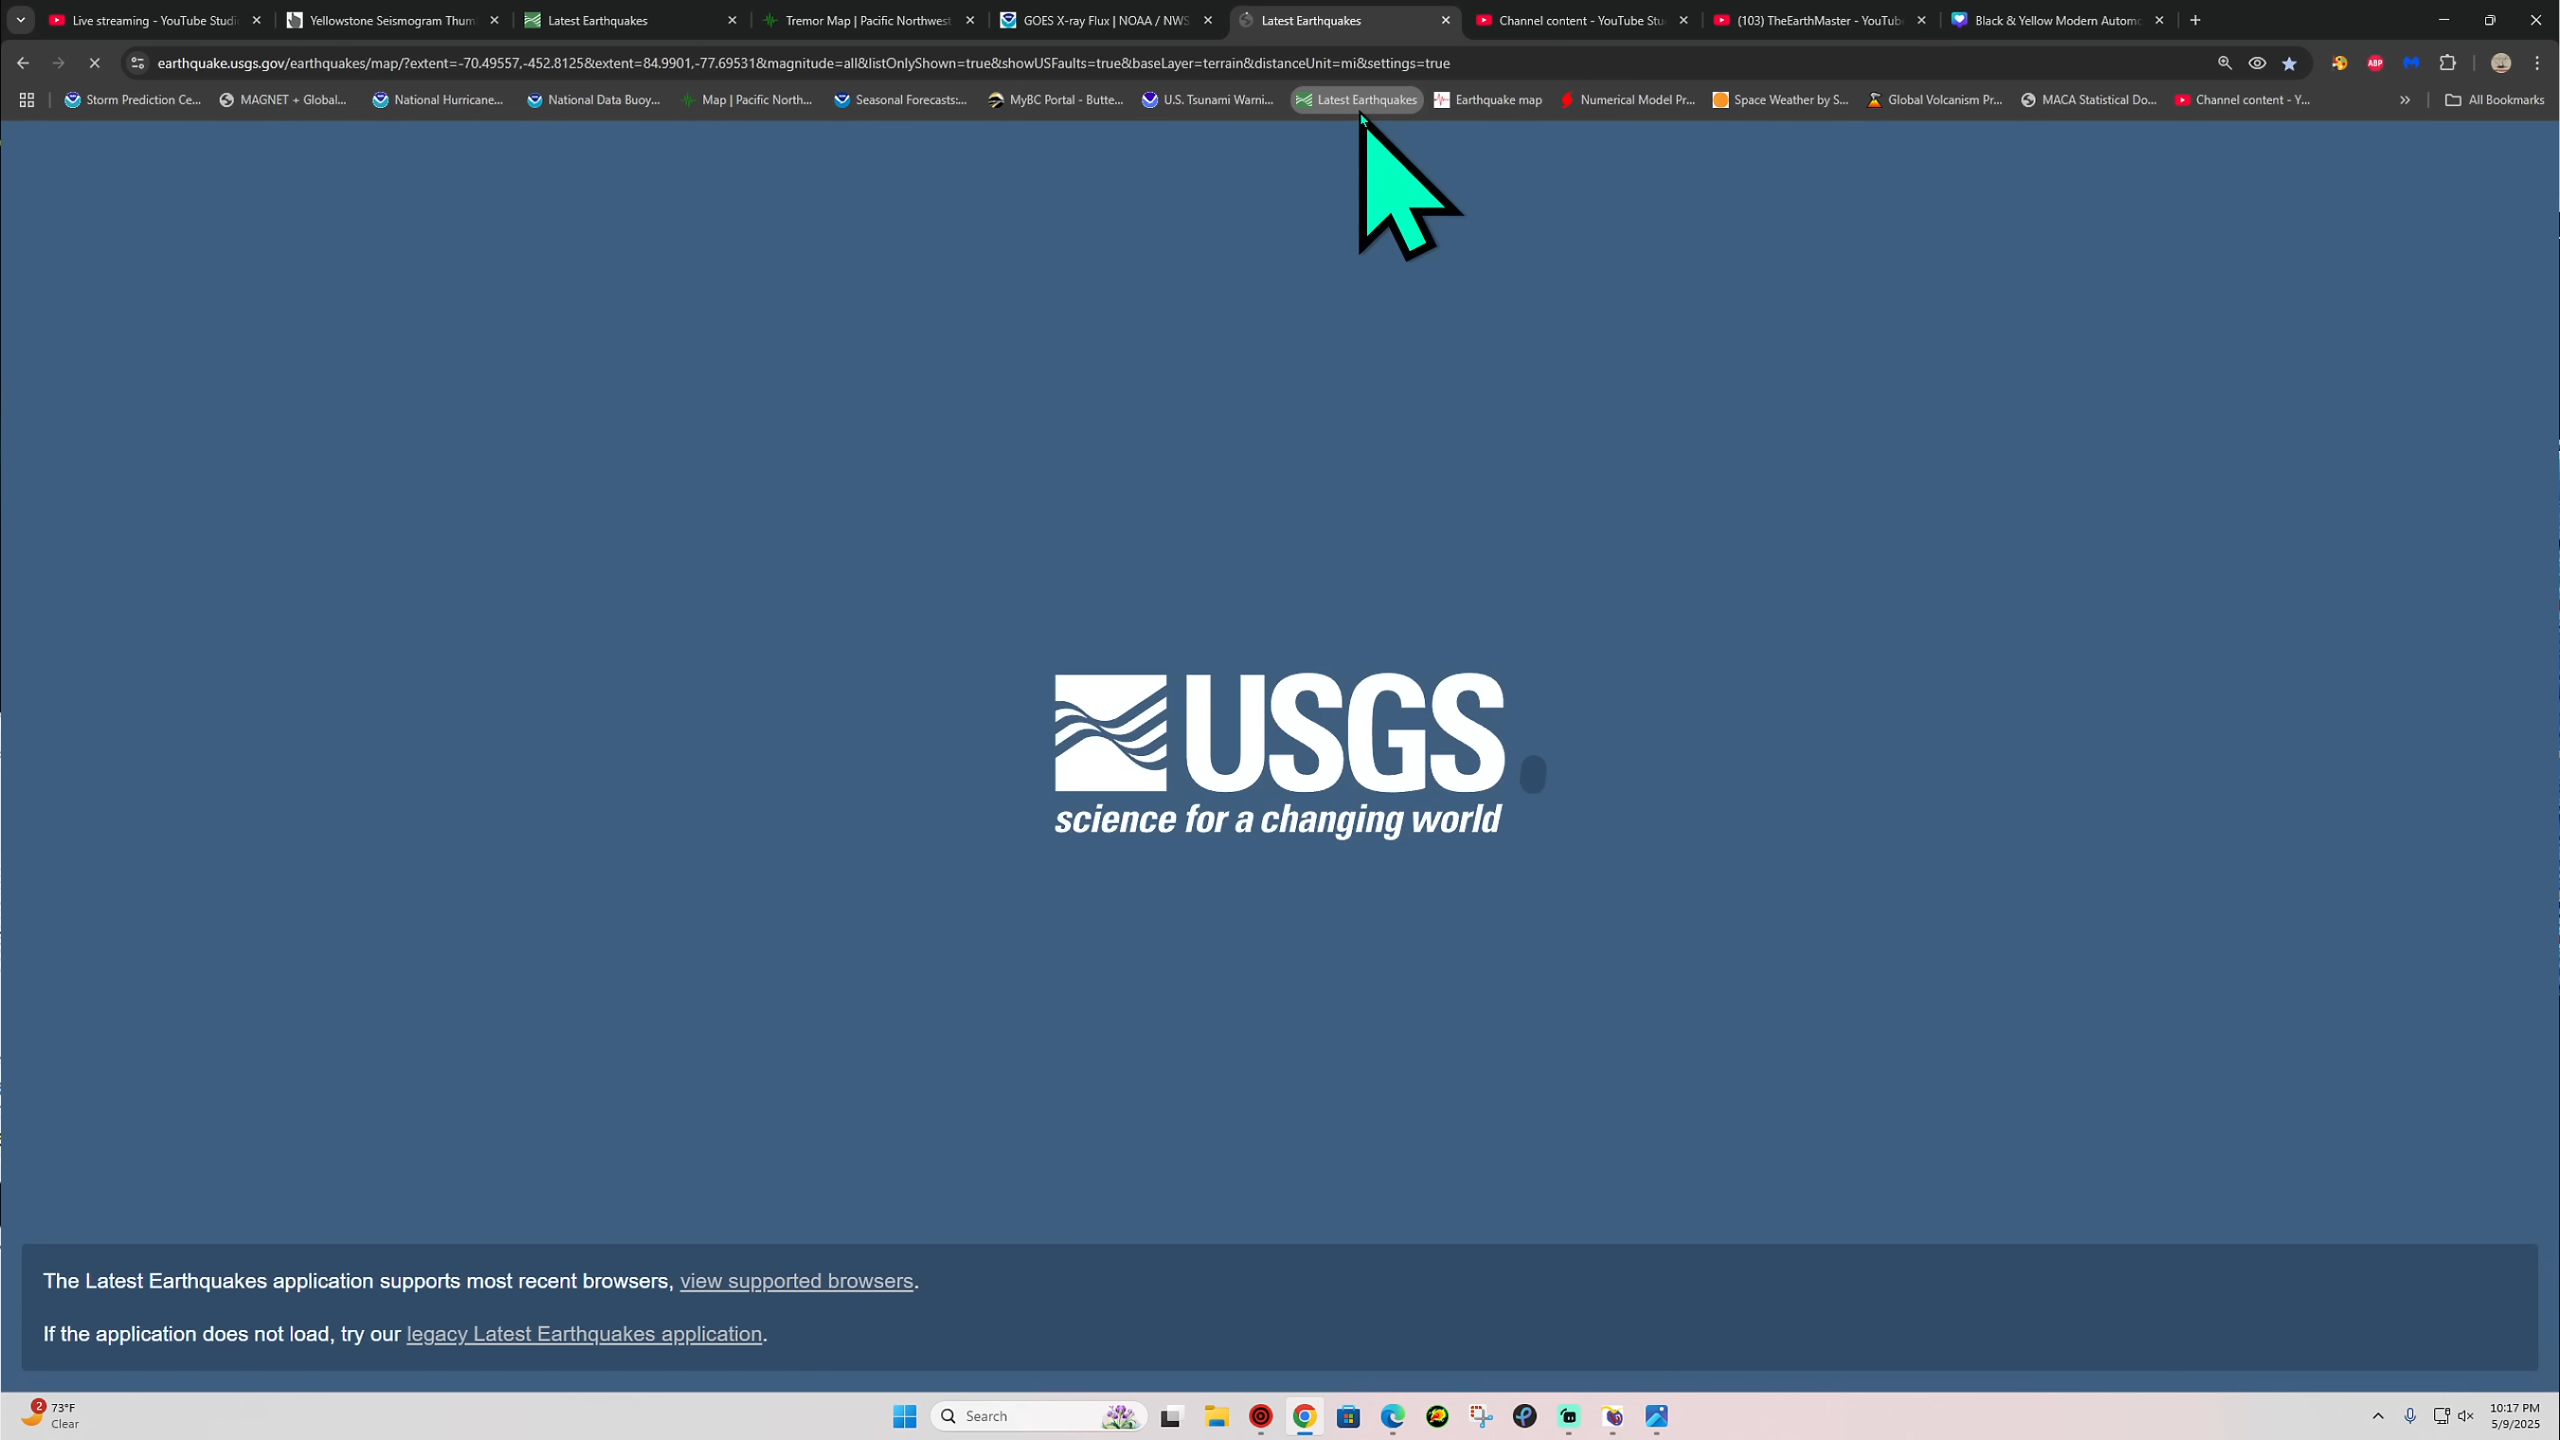 Live streaming - YouTube Studi
Yellowstone Seismogram Thum
Latest Earthquakes
Tremor Map | Pacific Northwest
GOES X-ray Flux | NOAA / NWS
Latest Earthquakes
Channel content - YouTube Stu
(103) TheEarthMaster - YouTube
Black & Yellow Modern Automo
earthquake.usgs.gov/earthquakes/map/?extent=-70.49557,-452.8125&extent=84.9901,-77.69531&magnitude=all&listOnlyShown=true&showUSFaults=true&baseLayer=terrain&distanceUnit=mi&settings=true
ABP
Storm Prediction Ce...
MAGNET + Global...
National Hurricane...
National Data Buoy...
Map | Pacific North...
Seasonal Forecasts:...
MyBC Portal - Butte...
U.S. Tsunami Warni...
Latest Earthquakes
Earthquake map
Numerical Model Pr...
Space Weather by S...
Global Volcanism Pr...
MACA Statistical Do...
Channel content - Y...
All Bookmarks
USGS
science for a changing world
The Latest Earthquakes application supports most recent browsers, view supported browsers.
If the application does not load, try our legacy Latest Earthquakes application.
2
73°F
Clear
Search
10:17 PM
5/9/2025